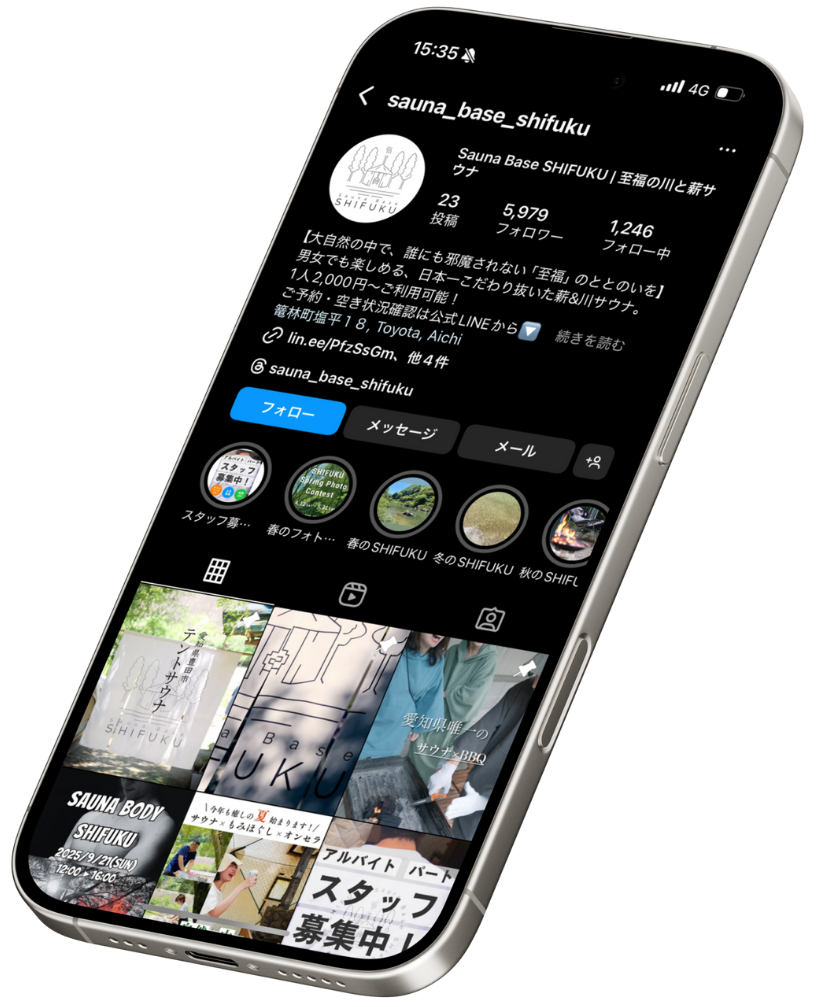 15:35
4G
sauna_base_shifuku
Sauna Base SHIFUKU | 至福の川と薪サ
ウナ
23
投稿
5,979
フォロワー
1,246
フォロー中
Sauna Base
SHIFUKU
【大自然の中で、誰にも邪魔されない「至福」のととのいを】
男女でも楽しめる、日本一こだわり抜いた薪&川サウナ。
1人2,000円〜ご利用可能！
ご予約・空き状況確認は公式LINEから🔽 続きを読む
篭林町塩平18, Toyota, Aichi
lin.ee/PfzSsGm、他4件
sauna_base_shifuku
フォロー
メッセージ
メール
アルバイト パート
スタッフ
募集中！
SHIFUKU
Spring Photo
Contest
スタッフ募…
春のフォト…
春のSHIFUKU
冬のSHIFUKU
秋のSHIFU
愛知県豊田市
テントサウナ
Sauna Base
SHIFUKU
a Base
FUKU
愛知県唯一の
サウナ×BBQ
SAUNA BODY
SHIFUKU
2025/9/21(SUN)
12:00 ▸ 16:00
\今年も癒しの夏始まります!/
サウナ×もみほぐし×オンセラ
アルバイト パート
スタッフ
募集中！